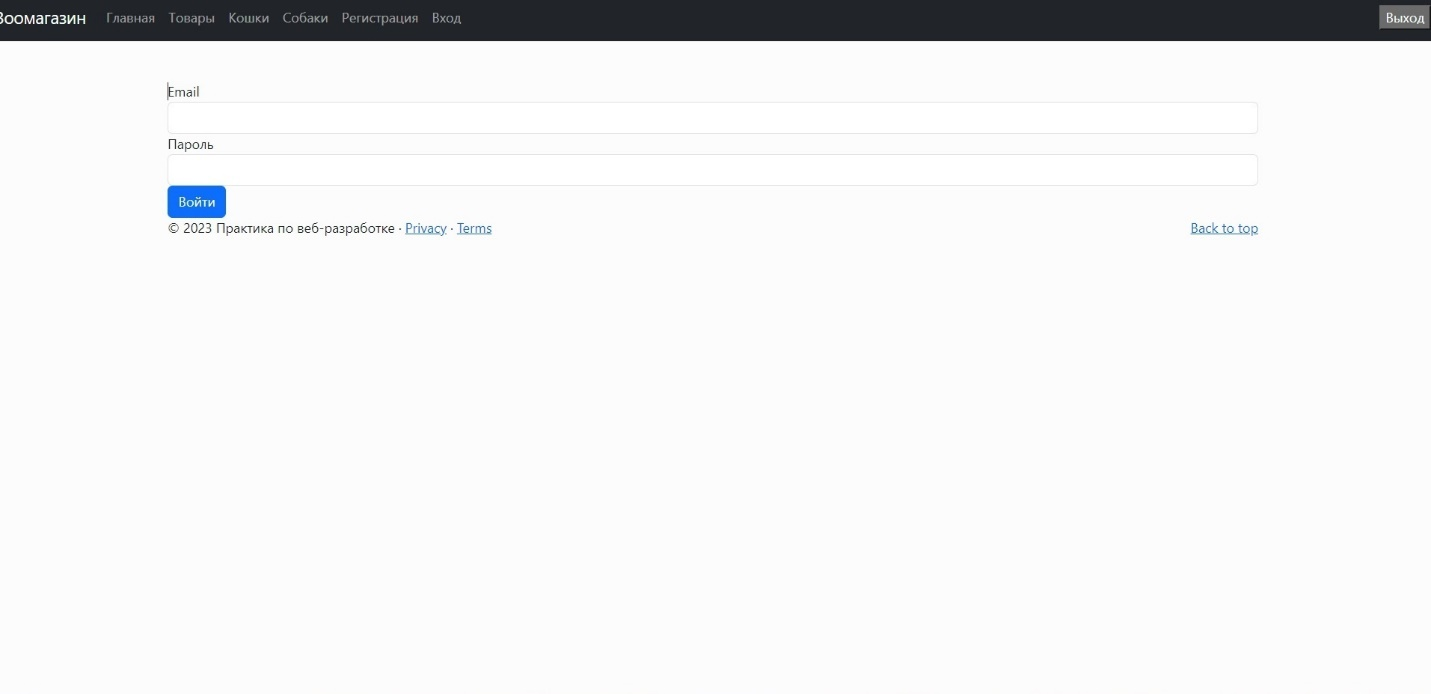 Зоомагазин Главная Товары Кошки Собаки Регистрация Вход Выход
Email
Пароль
Войти
© 2023 Практика по веб-разработке · Privacy · Terms Back to top